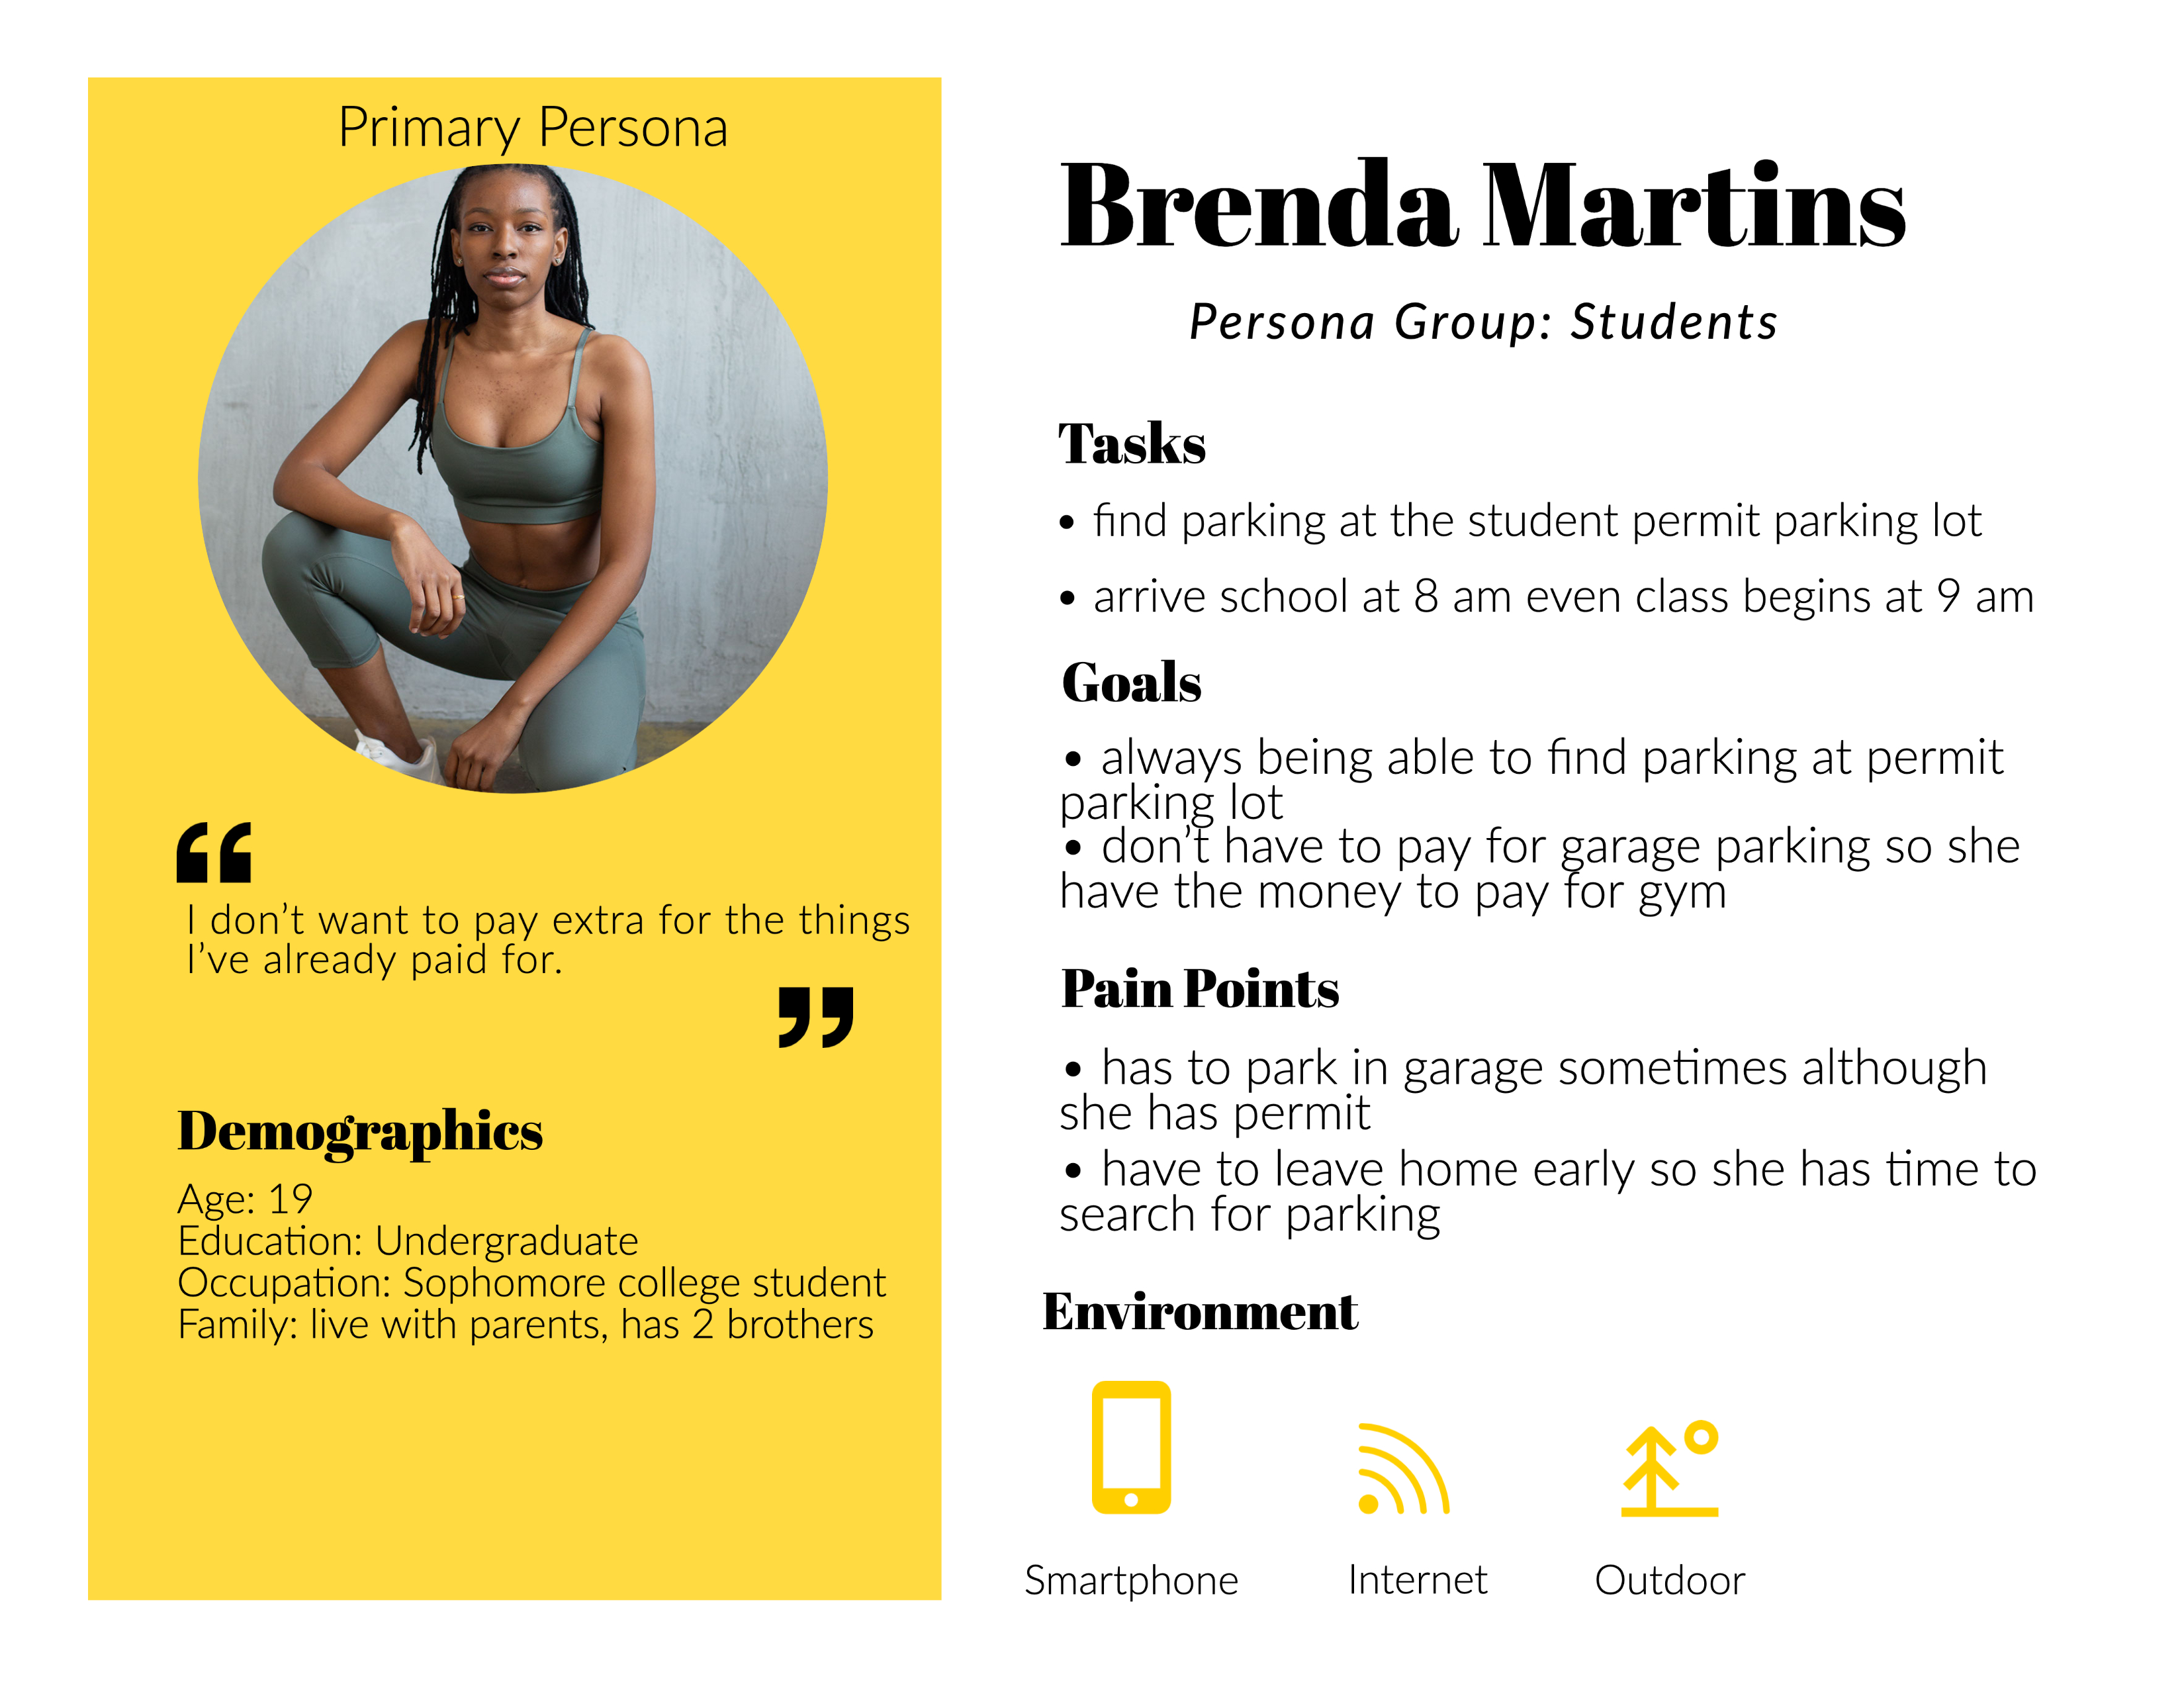 Primary Persona
I don’t want to pay extra for the things
I’ve already paid for.
Demographics
Age: 19
Education: Undergraduate
Occupation: Sophomore college student
Family: live with parents, has 2 brothers
Brenda Martins
Persona Group: Students
Tasks
• find parking at the student permit parking lot
• arrive school at 8 am even class begins at 9 am
Goals
• always being able to find parking at permit
parking lot
• don’t have to pay for garage parking so she
have the money to pay for gym
Pain Points
• has to park in garage sometimes although
she has permit
• have to leave home early so she has time to
search for parking
Environment
Smartphone
Internet
Outdoor